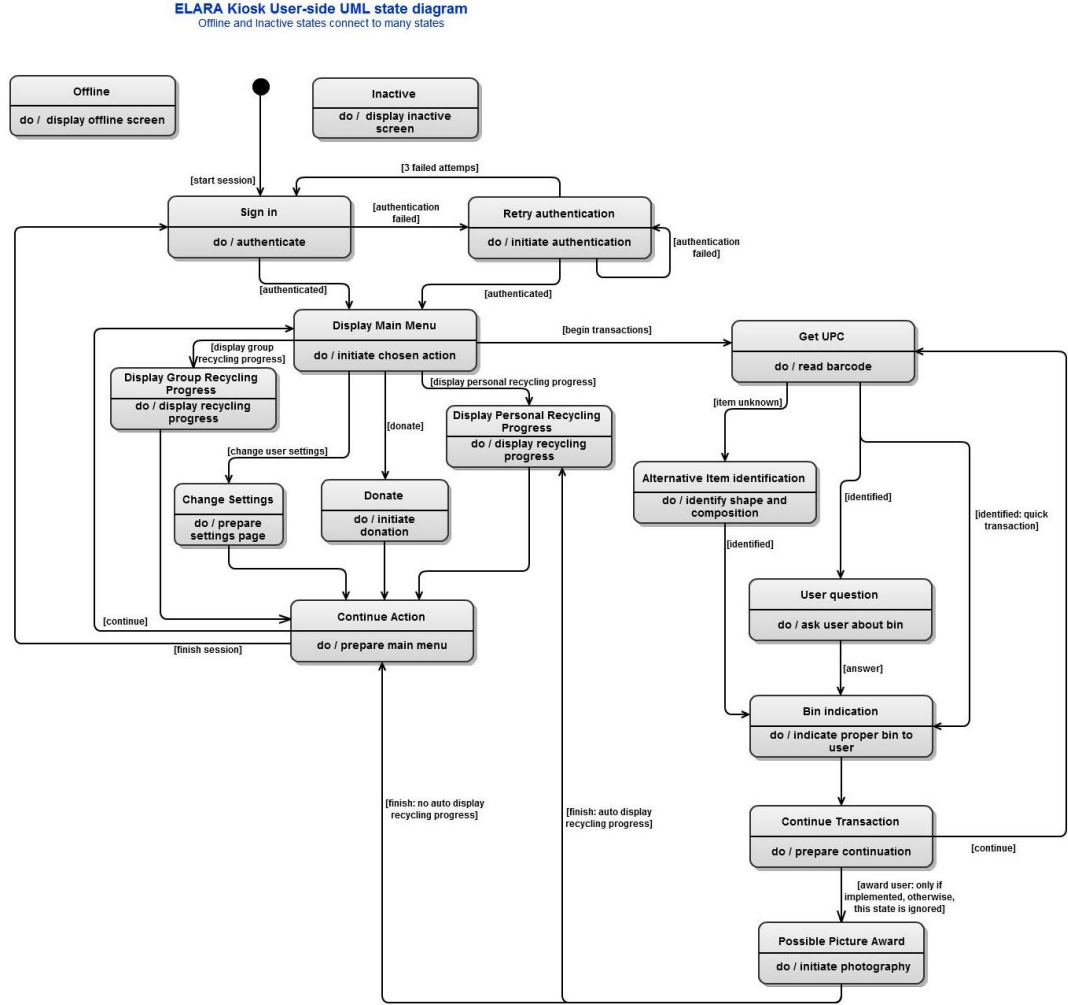 ELARA Kiosk User-side UML state diagram
Offline and Inactive states connect to many states
Offline
do / display offline screen
Inactive
do / display inactive
screen
[start session]
[3 failed attemps]
Sign in
do / authenticate
[authentication
failed]
Retry authentication
do / initiate authentication
[authentication
failed]
[authenticated]
[authenticated]
Display Main Menu
do / initiate chosen action
[begin transactions]
Get UPC
do / read barcode
[display group
recycling progress]
Display Group Recycling
Progress
do / display recycling
progress
[display personal recycling progress]
Display Personal Recycling
Progress
do / display recycling
progress
[donate]
[change user settings]
Change Settings
do / prepare
settings page
Donate
do / initiate
donation
[item unknown]
Alternative Item identification
do / identify shape and
composition
[identified]
[identified: quick
transaction]
[identified]
User question
do / ask user about bin
[answer]
Continue Action
do / prepare main menu
[continue]
[finish session]
Bin indication
do / indicate proper bin to
user
[finish: no auto display
recycling progress]
[finish: auto display
recycling progress]
Continue Transaction
do / prepare continuation
[continue]
[award user: only if
implemented, otherwise,
this state is ignored]
Possible Picture Award
do / initiate photography